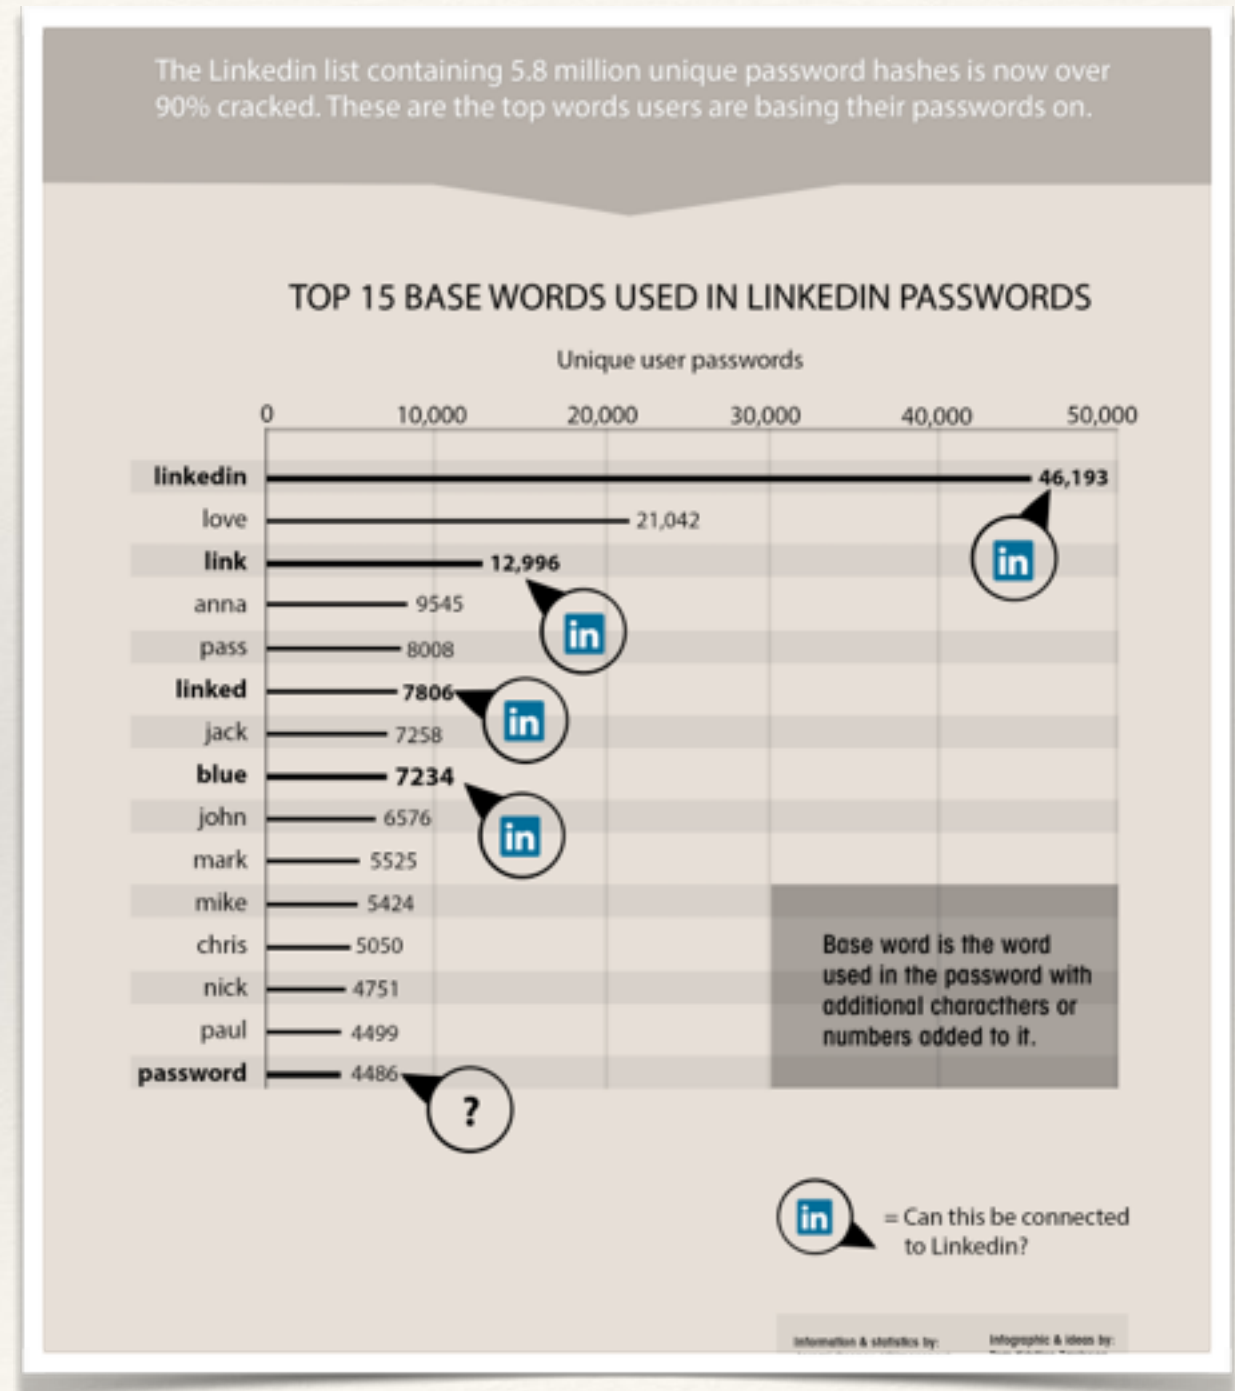 The Linkedin list containing 5.8 million unique password hashes is now over
90% cracked. These are the top words users are basing their passwords on.
TOP 15 BASE WORDS USED IN LINKEDIN PASSWORDS
Unique user passwords
0 10,000 20,000 30,000 40,000 50,000
linkedin 46,193
love 21,042
in
link 12,996
anna 9545
in
pass 8008
linked 7806
in
jack 7258
blue 7234
john 6576
in
mark 5525
mike 5424
chris 5050
nick 4751
paul 4499
password 4486
?
Base word is the word
used in the password with
additional characthers or
numbers added to it.
in = Can this be connected
to Linkedin?
Information & statistics by:
Infographic & ideas by: